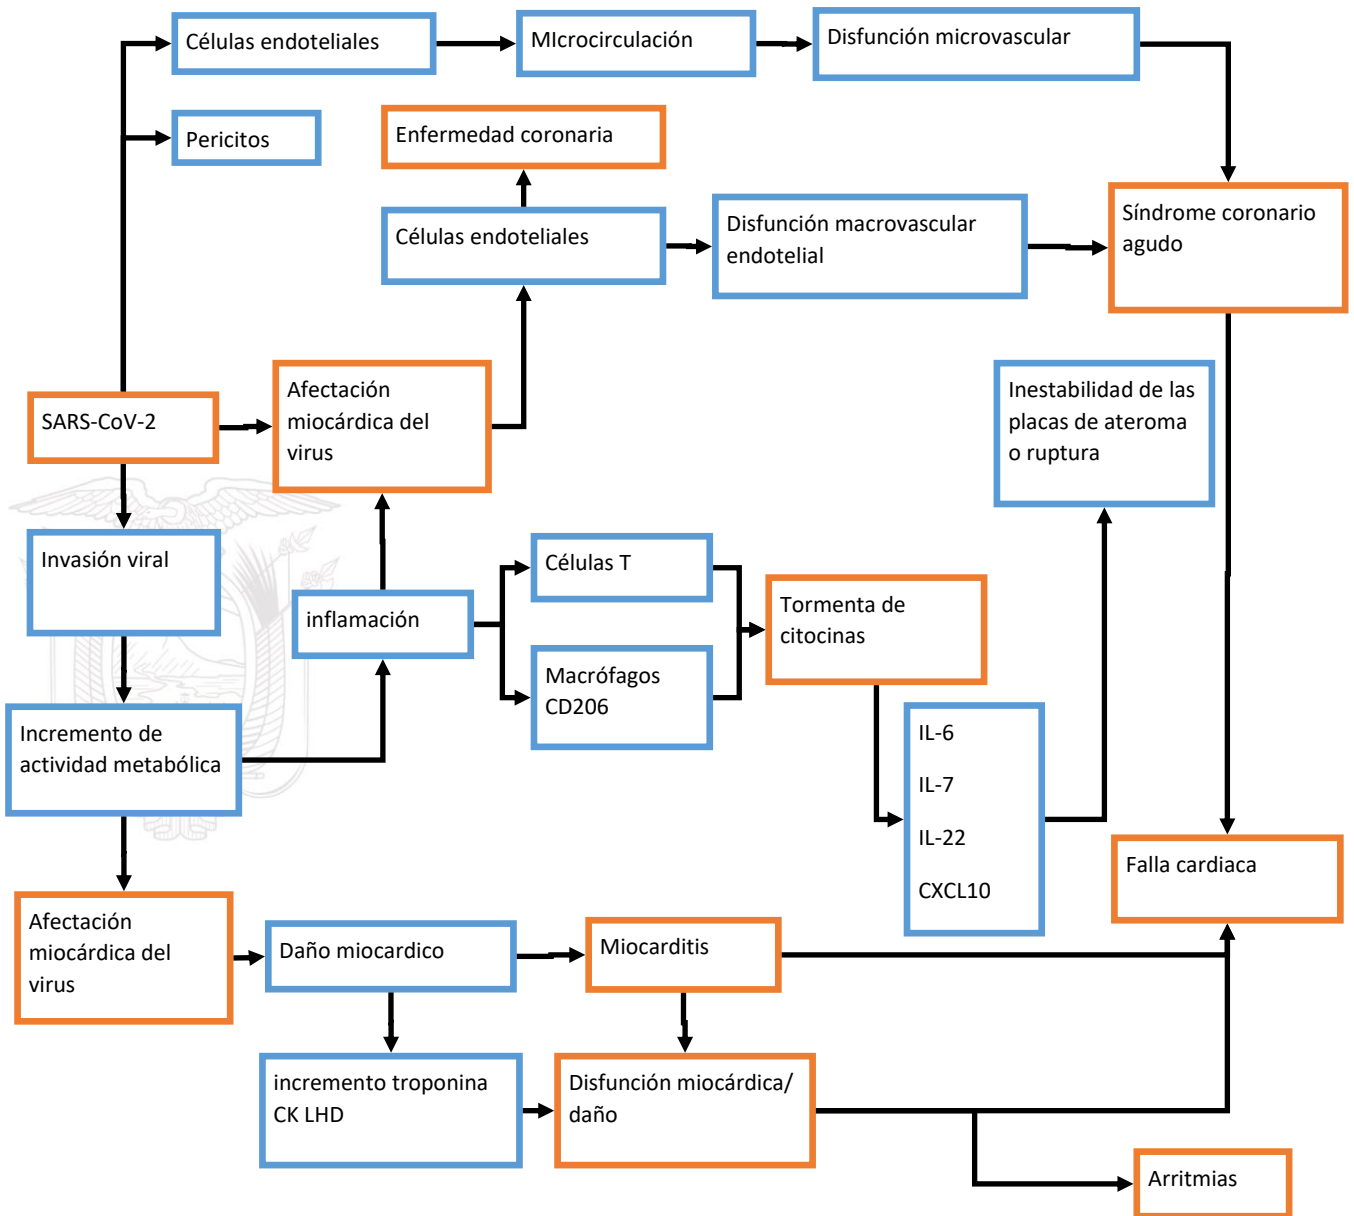 Células endoteliales
MIcrocirculación
Disfunción microvascular
Pericitos
Enfermedad coronaria
Células endoteliales
Disfunción macrovascular
endotelial
Síndrome coronario
agudo
SARS-CoV-2
Afectación
miocárdica del
virus
Inestabilidad de las
placas de ateroma
o ruptura
Invasión viral
inflamación
Células T
Macrófagos
CD206
Tormenta de
citocinas
Incremento de
actividad metabólica
IL-6
IL-7
IL-22
CXCL10
Falla cardiaca
Afectación
miocárdica del
virus
Daño miocardico
Miocarditis
incremento troponina
CK LHD
Disfunción miocárdica/
daño
Arritmias